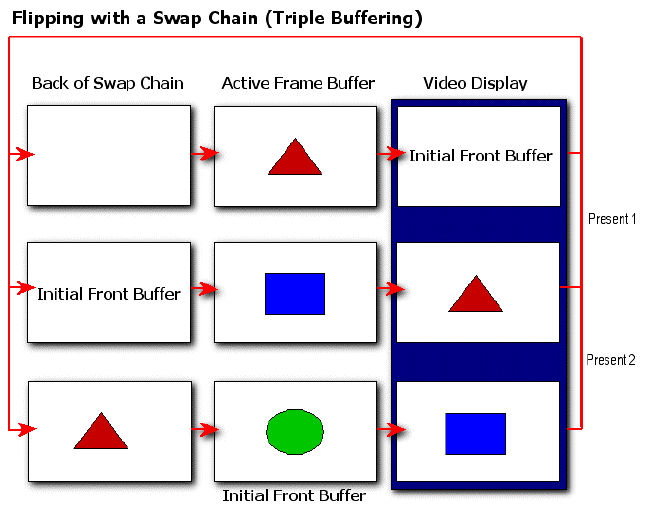 Flipping with a Swap Chain (Triple Buffering)
Back of Swap Chain
Active Frame Buffer
Video Display
Initial Front Buffer
Present 1
Initial Front Buffer
Present 2
Initial Front Buffer